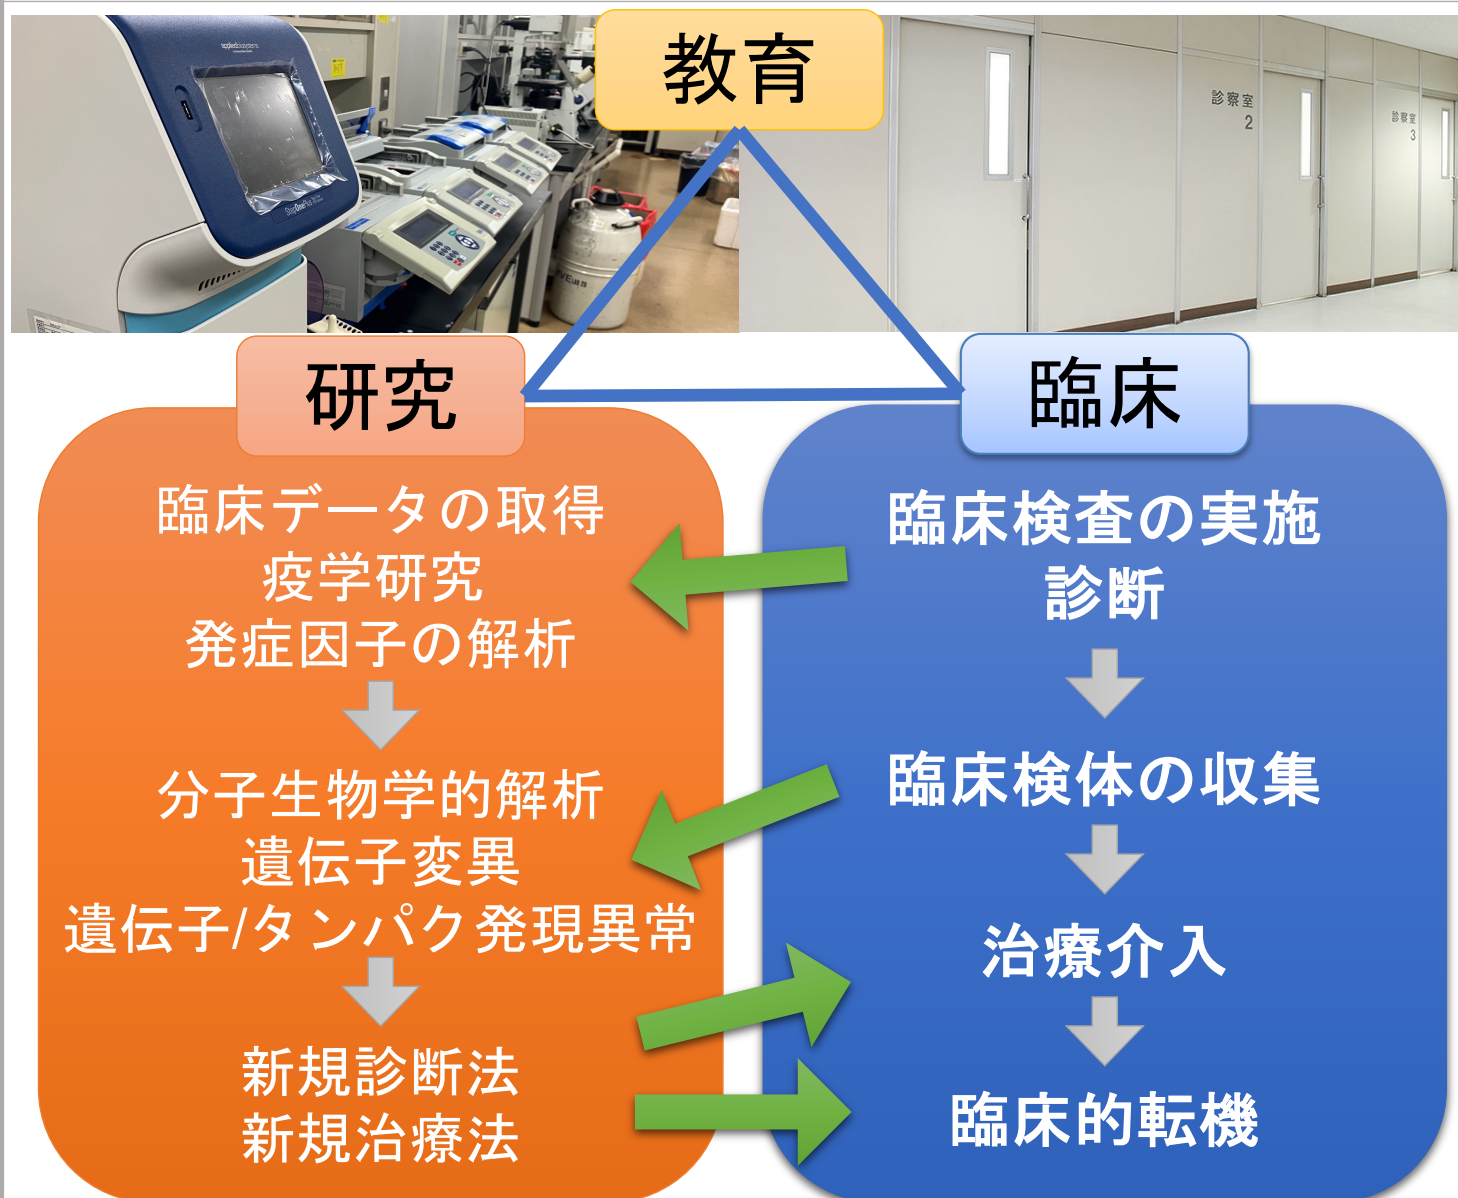 教育
applied biosystems
StepOnePlus
診察室
2
診察室
3
研究
臨床
臨床データの取得
疫学研究
発症因子の解析
分子生物学的解析
遺伝子変異
遺伝子/タンパク発現異常
新規診断法
新規治療法
臨床検査の実施
診断
臨床検体の収集
治療介入
臨床的転機